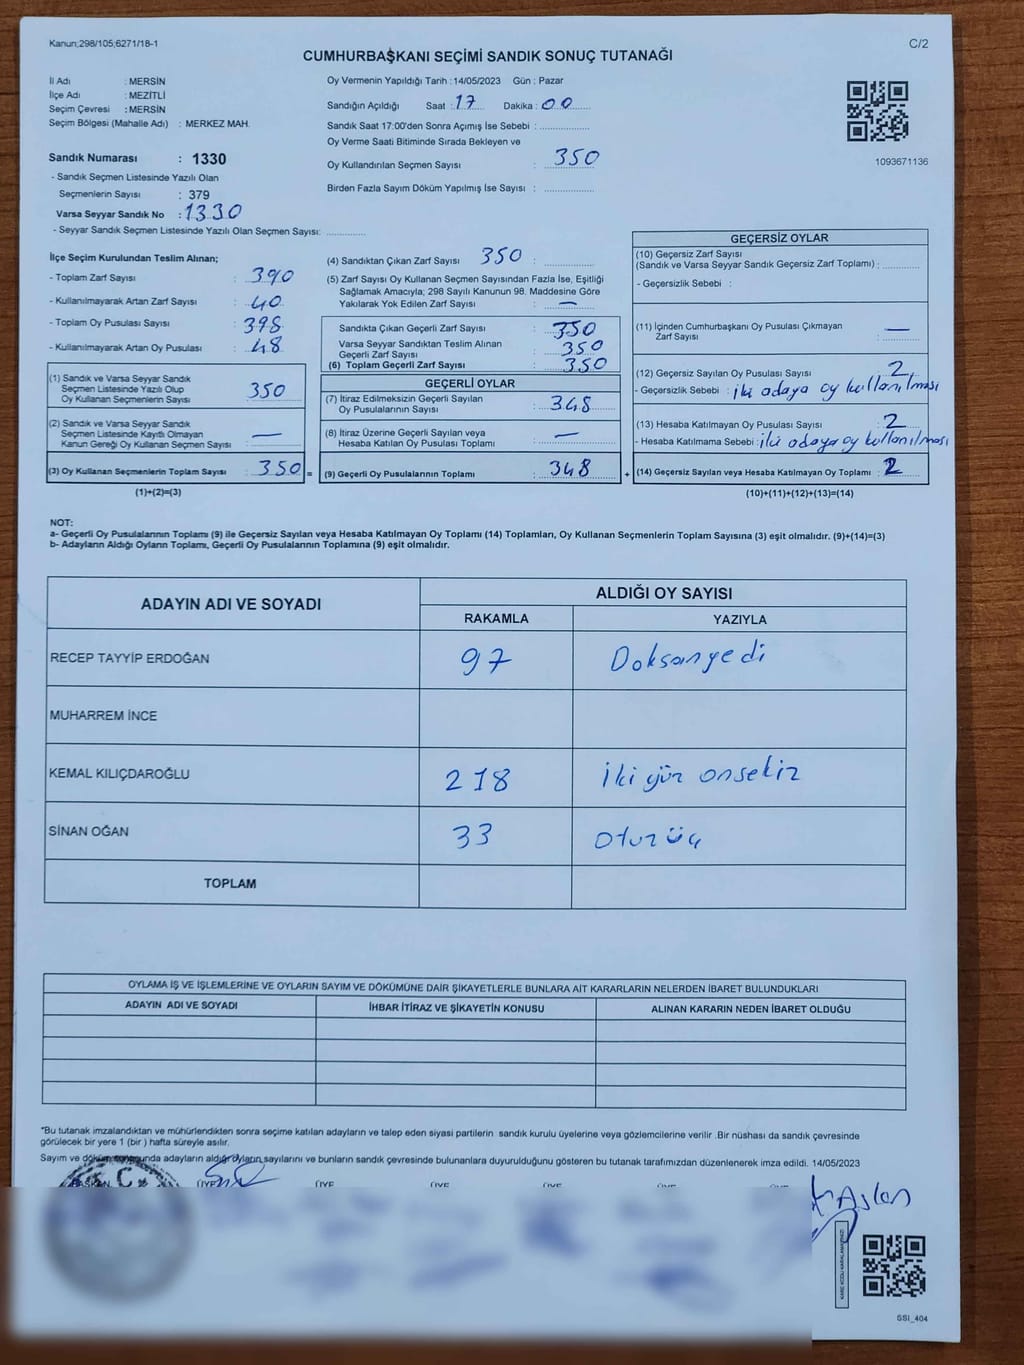 Kanun;298/105;6271/18-1
C/2
CUMHURBAŞKANI SEÇİMİ SANDIK SONUÇ TUTANAĞI
İl Adı : MERSİN
İlçe Adı : MEZİTLİ
Seçim Çevresi : MERSİN
Seçim Bölgesi (Mahalle Adı) : MERKEZ MAH.
Sandık Numarası : 1330
- Sandık Seçmen Listesinde Yazılı Olan
Seçmenlerin Sayısı : 379
Varsa Seyyar Sandık No : 1330
- Seyyar Sandık Seçmen Listesinde Yazılı Olan Seçmen Sayısı: ..............
Oy Vermenin Yapıldığı Tarih : 14/05/2023 Gün : Pazar
Sandığın Açıldığı Saat : 17 Dakika : 00
Sandık Saat 17:00'den Sonra Açımış İse Sebebi : ..............
Oy Verme Saati Bitiminde Sırada Bekleyen ve
Oy Kullandırılan Seçmen Sayısı : 350
Birden Fazla Sayım Döküm Yapılmış İse Sayısı : ..............
1093671136
İlçe Seçim Kurulundan Teslim Alınan;
- Toplam Zarf Sayısı : 390
- Kullanılmayarak Artan Zarf Sayısı : 40
- Toplam Oy Pusulası Sayısı : 398
- Kullanılmayarak Artan Oy Pusulası : 48
(1) Sandık ve Varsa Seyyar Sandık
Seçmen Listesinde Yazılı Olup
Oy Kullanan Seçmenlerin Sayısı : 350
(2) Sandık ve Varsa Seyyar Sandık
Seçmen Listesinde Kayıtlı Olmayan
Kanun Gereği Oy Kullanan Seçmen Sayısı : —
(3) Oy Kullanan Seçmenlerin Toplam Sayısı : 350 =
(1)+(2)=(3)
(4) Sandıktan Çıkan Zarf Sayısı : 350
(5) Zarf Sayısı Oy Kullanan Seçmen Sayısından Fazla İse, Eşitliği
Sağlamak Amacıyla; 298 Sayılı Kanunun 98. Maddesine Göre
Yakılarak Yok Edilen Zarf Sayısı : —
Sandıkta Çıkan Geçerli Zarf Sayısı : 350
Varsa Seyyar Sandıktan Teslim Alınan
Geçerli Zarf Sayısı : 350
(6) Toplam Geçerli Zarf Sayısı : 350
GEÇERLİ OYLAR
(7) İtiraz Edilmeksizin Geçerli Sayılan
Oy Pusulalarının Sayısı : 348
(8) İtiraz Üzerine Geçerli Sayılan veya
Hesaba Katılan Oy Pusulası Toplamı : —
(9) Geçerli Oy Pusulalarının Toplamı : 348 +
GEÇERSİZ OYLAR
(10) Geçersiz Zarf Sayısı
(Sandık ve Varsa Seyyar Sandık Geçersiz Zarf Toplamı) : ..............
- Geçersizlik Sebebi :
(11) İçinden Cumhurbaşkanı Oy Pusulası Çıkmayan
Zarf Sayısı : —
(12) Geçersiz Sayılan Oy Pusulası Sayısı : 2
- Geçersizlik Sebebi : iki adaya oy kullanılması
(13) Hesaba Katılmayan Oy Pusulası Sayısı : 2
- Hesaba Katılmama Sebebi : iki adaya oy kullanılması
(14) Geçersiz Sayılan veya Hesaba Katılmayan Oy Toplamı : 2
(10)+(11)+(12)+(13)=(14)
NOT:
a- Geçerli Oy Pusulalarının Toplamı (9) ile Geçersiz Sayılan veya Hesaba Katılmayan Oy Toplamı (14) Toplamları, Oy Kullanan Seçmenlerin Toplam Sayısına (3) eşit olmalıdır. (9)+(14)=(3)
b- Adayların Aldığı Oyların Toplamı, Geçerli Oy Pusulalarının Toplamına (9) eşit olmalıdır.
ADAYIN ADI VE SOYADI
ALDIĞI OY SAYISI
RAKAMLA YAZIYLA
RECEP TAYYİP ERDOĞAN 97 Doksanyedi
MUHARREM İNCE
KEMAL KILIÇDAROĞLU 218 İki yüz onsekiz
SİNAN OĞAN 33 Otuzüç
TOPLAM
OYLAMA İŞ VE İŞLEMLERİNE VE OYLARIN SAYIM VE DÖKÜMÜNE DAİR ŞİKAYETLERLE BUNLARA AİT KARARLARIN NELERDEN İBARET BULUNDUKLARI
ADAYIN ADI VE SOYADI İHBAR İTİRAZ VE ŞİKAYETİN KONUSU ALINAN KARARIN NEDEN İBARET OLDUĞU
*Bu tutanak imzalandıktan ve mühürlendikten sonra seçime katılan adayların ve talep eden siyasi partilerin sandık kurulu üyelerine veya gözlemcilerine verilir .Bir nüshası da sandık çevresinde
görülecek bir yere 1 (bir ) hafta süreyle asılır.
Sayım ve döküm sonunda adayların aldığı oyların sayılarını ve bunların sandık çevresinde bulunanlara duyurulduğunu gösteren bu tutanak tarafımızdan düzenlenerek imza edildi. 14/05/2023
BAŞKAN ÜYE ÜYE ÜYE ÜYE ÜYE
Aslan
SSI_404